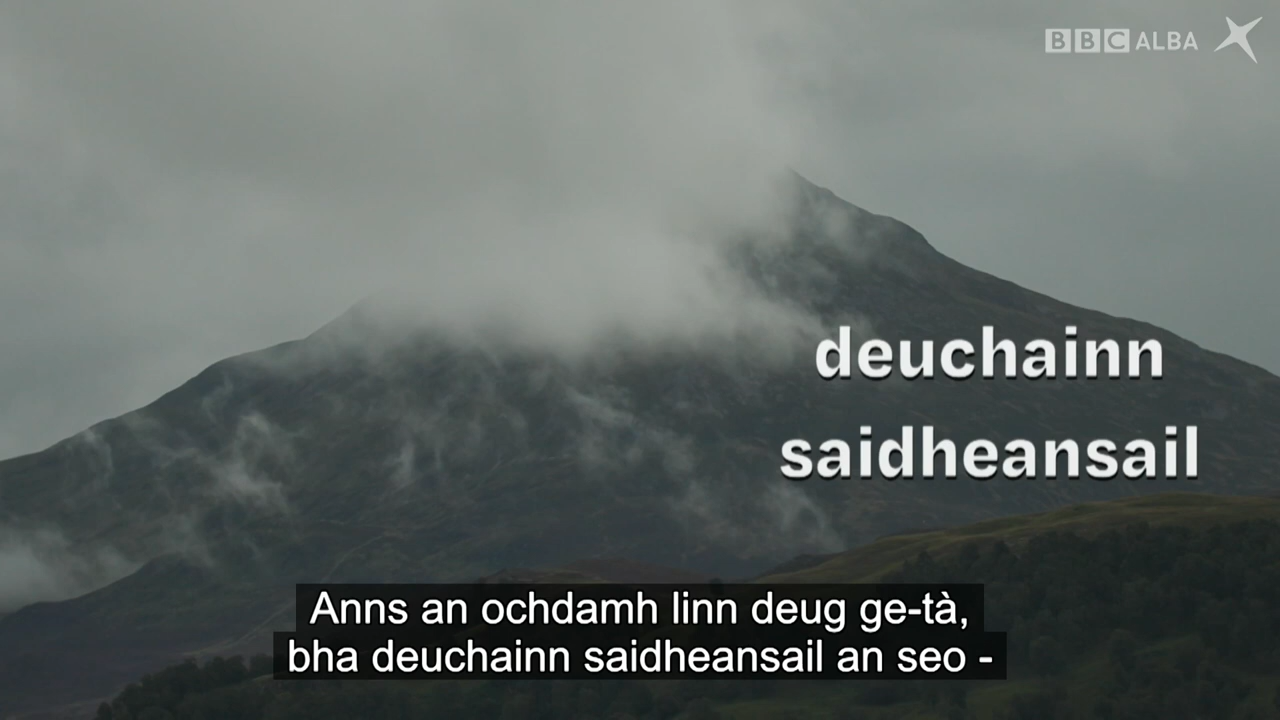 BBC ALBA
deuchainn
saidheansail
Anns an ochdamh linn deug ge-tà,
bha deuchainn saidheansail an seo -